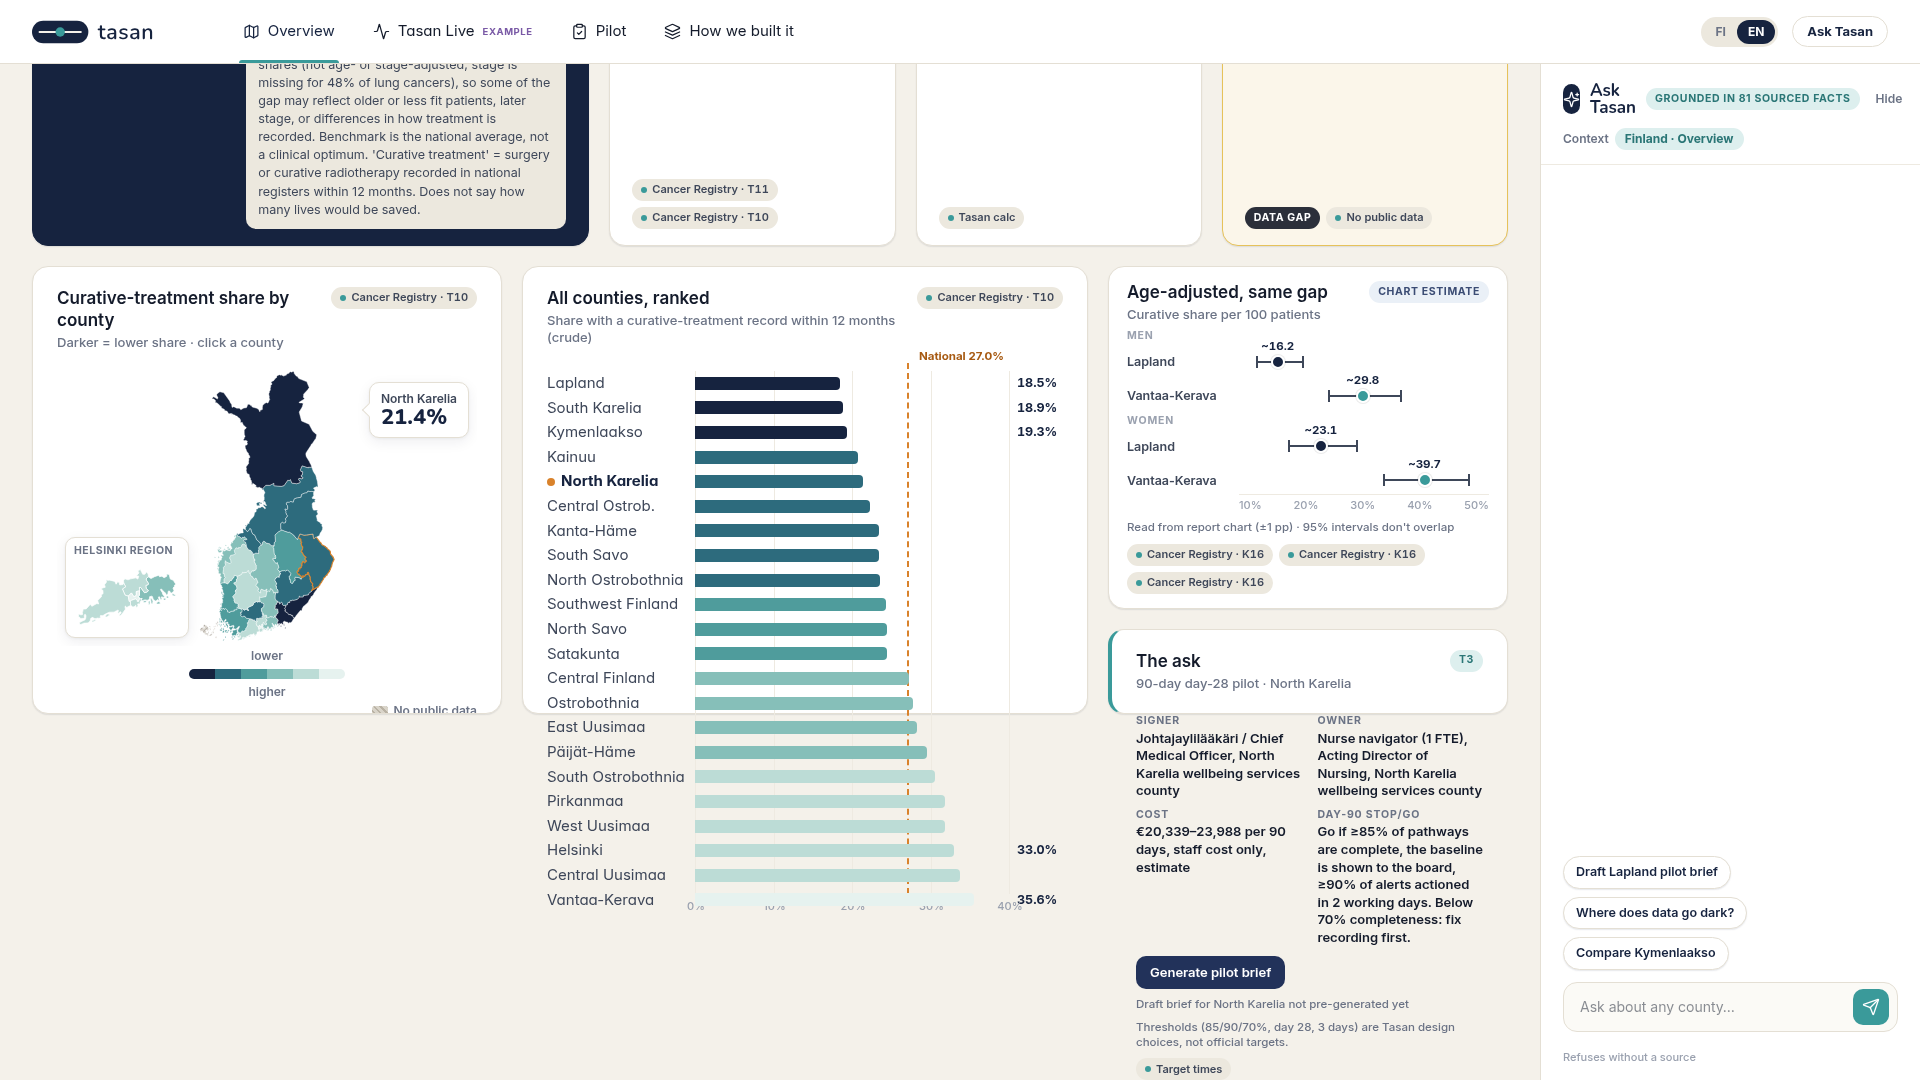 tasan
Overview
Tasan Live EXAMPLE
Pilot
How we built it
FI EN
Ask Tasan
shares (not age- or stage-adjusted, stage is
missing for 48% of lung cancers), so some of the
gap may reflect older or less fit patients, later
stage, or differences in how treatment is
recorded. Benchmark is the national average, not
a clinical optimum. 'Curative treatment' = surgery
or curative radiotherapy recorded in national
registers within 12 months. Does not say how
many lives would be saved.
Cancer Registry · T11
Cancer Registry · T10
Tasan calc
DATA GAP
No public data
Curative-treatment share by
county
Cancer Registry · T10
Darker = lower share · click a county
North Karelia
21.4%
HELSINKI REGION
lower
higher
No public data
All counties, ranked
Cancer Registry · T10
Share with a curative-treatment record within 12 months
(crude)
National 27.0%
Lapland 18.5%
South Karelia 18.9%
Kymenlaakso 19.3%
Kainuu
North Karelia
Central Ostrob.
Kanta-Häme
South Savo
North Ostrobothnia
Southwest Finland
North Savo
Satakunta
Central Finland
Ostrobothnia
East Uusimaa
Päijät-Häme
South Ostrobothnia
Pirkanmaa
West Uusimaa
Helsinki 33.0%
Central Uusimaa
Vantaa-Kerava 35.6%
0% 10% 20% 30% 40%
Age-adjusted, same gap
CHART ESTIMATE
Curative share per 100 patients
MEN
~16.2
Lapland
~29.8
Vantaa-Kerava
WOMEN
~23.1
Lapland
~39.7
Vantaa-Kerava
10% 20% 30% 40% 50%
Read from report chart (±1 pp) · 95% intervals don't overlap
Cancer Registry · K16
Cancer Registry · K16
Cancer Registry · K16
The ask
T3
90-day day-28 pilot · North Karelia
SIGNER
Johtajaylilääkäri / Chief
Medical Officer, North
Karelia wellbeing services
county
OWNER
Nurse navigator (1 FTE),
Acting Director of
Nursing, North Karelia
wellbeing services county
COST
€20,339–23,988 per 90
days, staff cost only,
estimate
DAY-90 STOP/GO
Go if ≥85% of pathways
are complete, the baseline
is shown to the board,
≥90% of alerts actioned
in 2 working days. Below
70% completeness: fix
recording first.
Generate pilot brief
Draft brief for North Karelia not pre-generated yet
Thresholds (85/90/70%, day 28, 3 days) are Tasan design
choices, not official targets.
Target times
Ask
Tasan
GROUNDED IN 81 SOURCED FACTS
Hide
Context
Finland · Overview
Draft Lapland pilot brief
Where does data go dark?
Compare Kymenlaakso
Ask about any county...
Refuses without a source